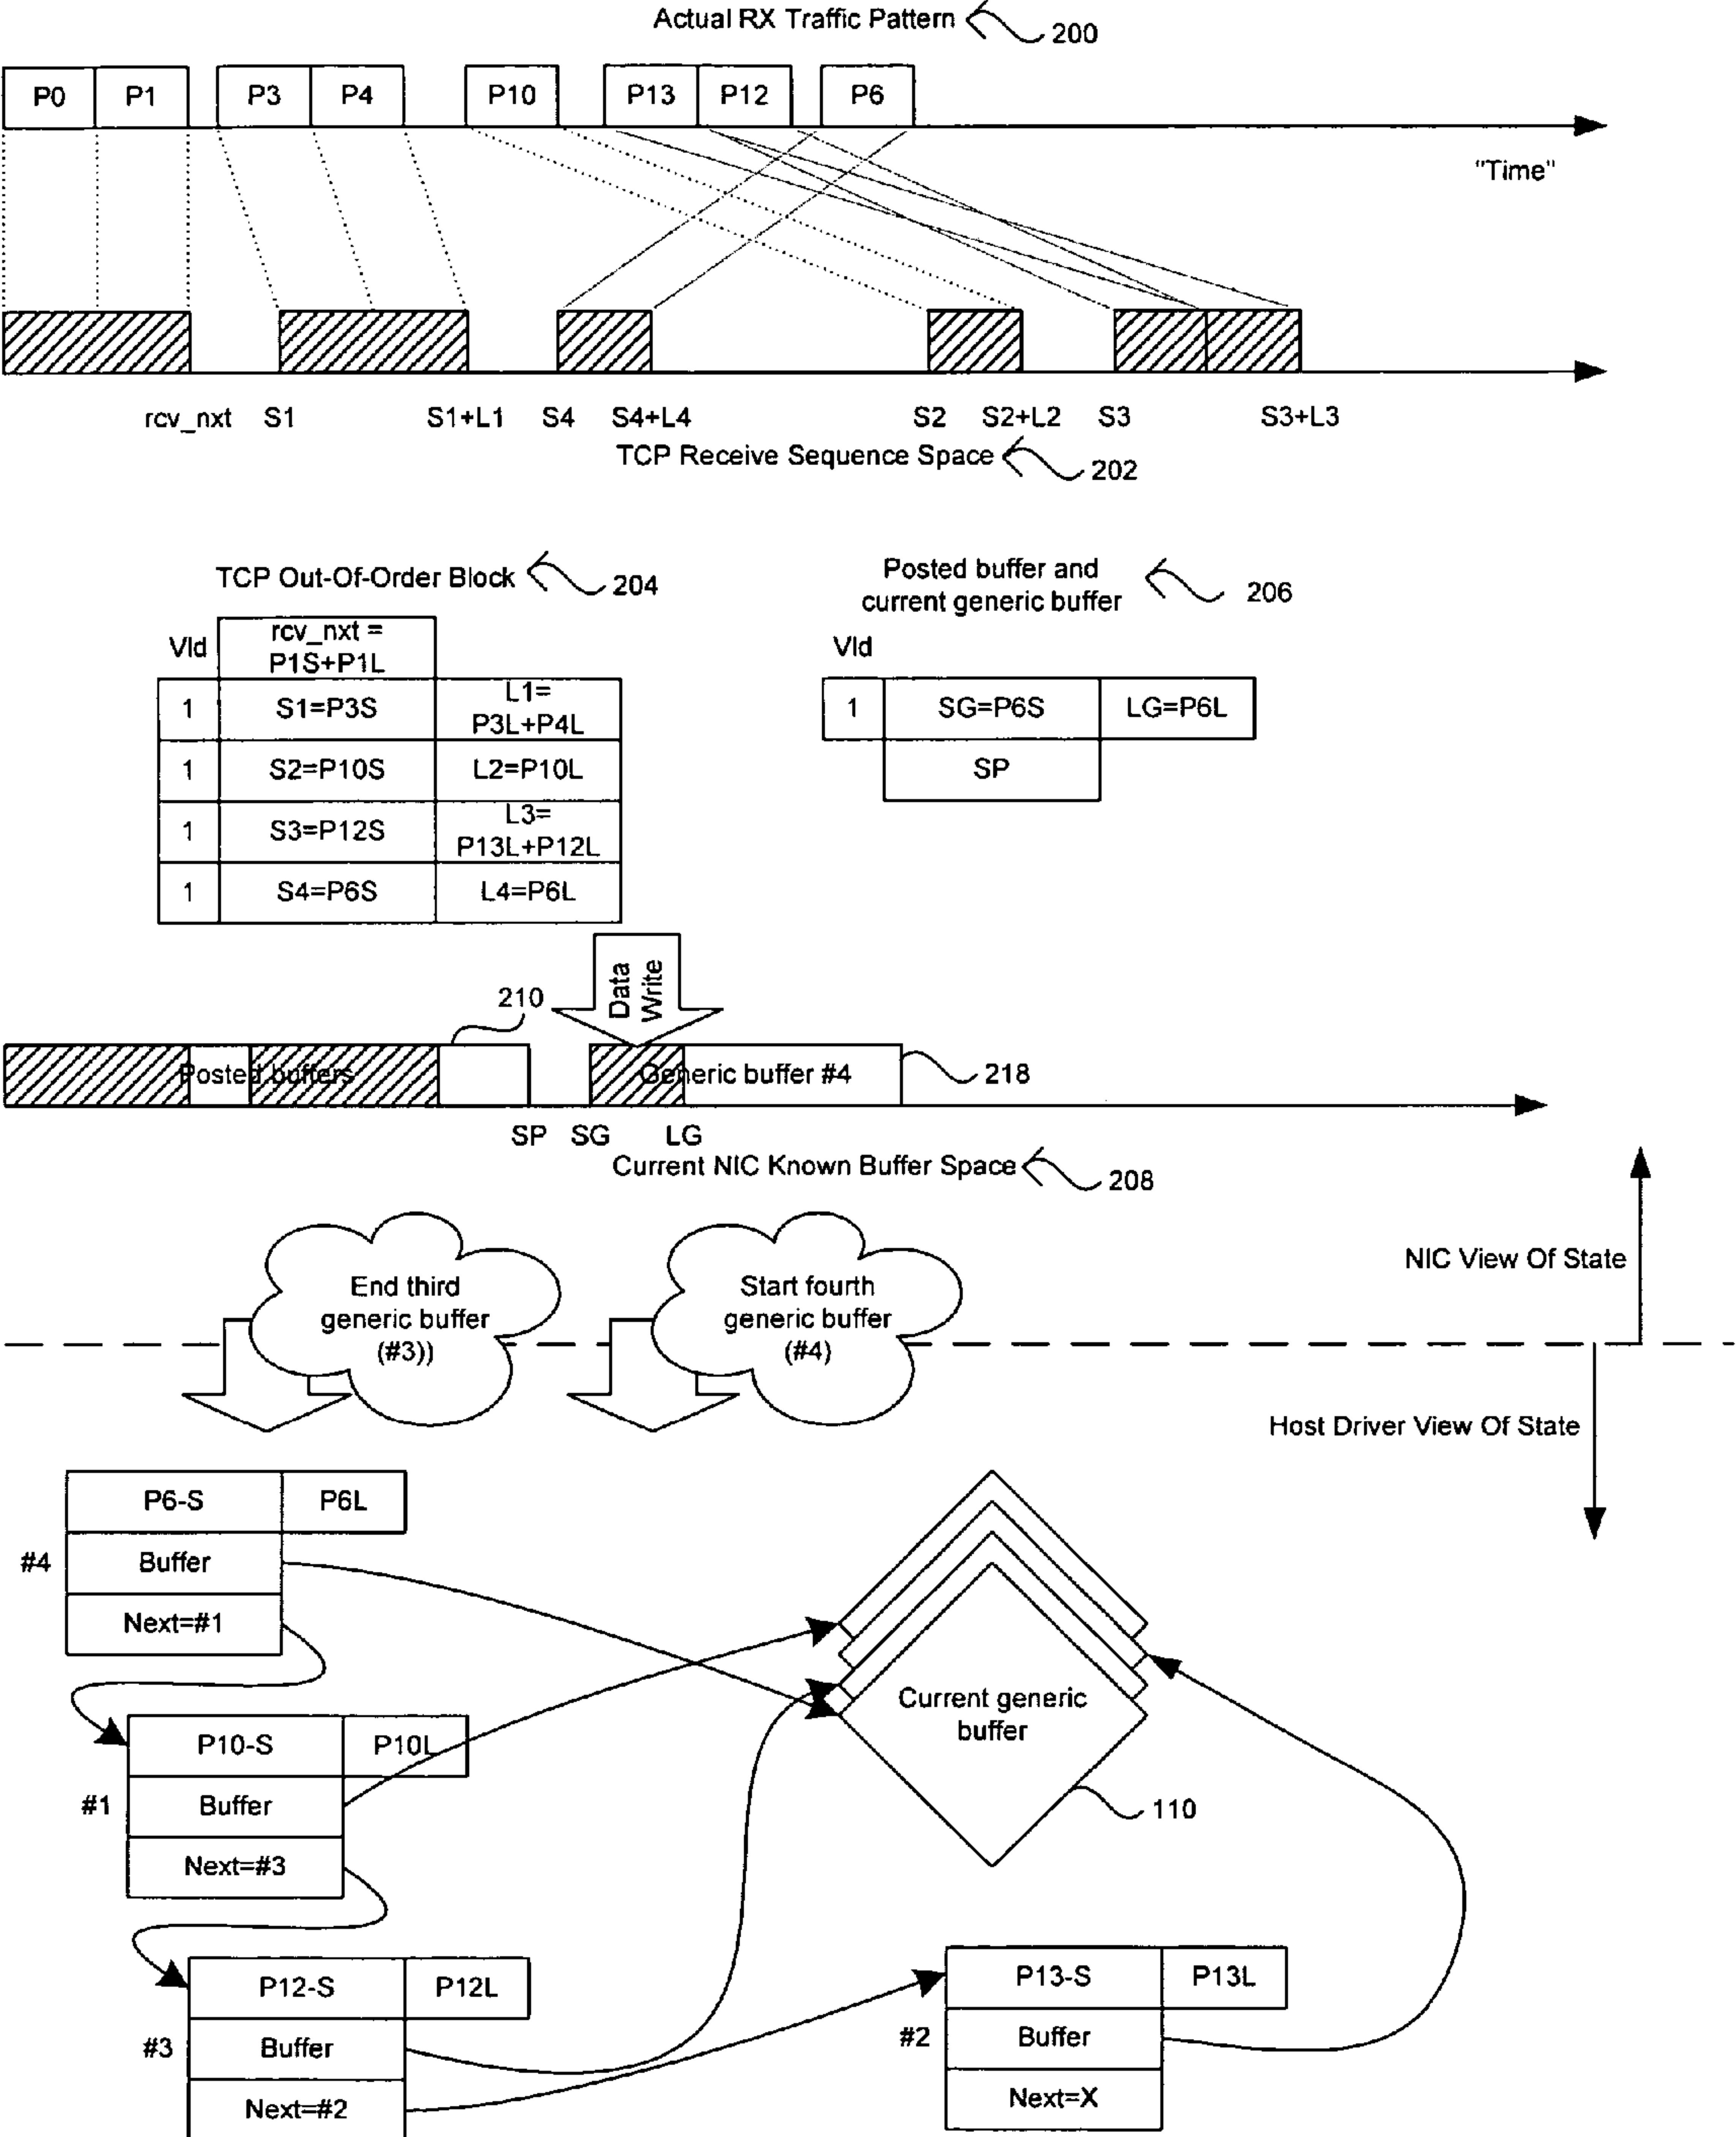 Actual RX Traffic Pattern 200
P0 P1 P3 P4 P10 P13 P12 P6
"Time"
rcv_nxt S1 S1+L1 S4 S4+L4 S2 S2+L2 S3 S3+L3
TCP Receive Sequence Space 202
TCP Out-Of-Order Block 204
Vld
rcv_nxt =
P1S+P1L
1 S1=P3S L1=
P3L+P4L
1 S2=P10S L2=P10L
1 S3=P12S L3=
P13L+P12L
1 S4=P6S L4=P6L
Posted buffer and
current generic buffer
206
Vld
1 SG=P6S LG=P6L
SP
Data
Write
210
Posted buffers
Generic buffer #4
218
SP SG LG
Current NIC Known Buffer Space 208
End third
generic buffer
(#3))
Start fourth
generic buffer
(#4)
NIC View Of State
Host Driver View Of State
P6-S P6L
#4 Buffer
Next=#1
P10-S P10L
#1 Buffer
Next=#3
P12-S P12L
#3 Buffer
Next=#2
Current generic
buffer
110
P13-S P13L
#2 Buffer
Next=X